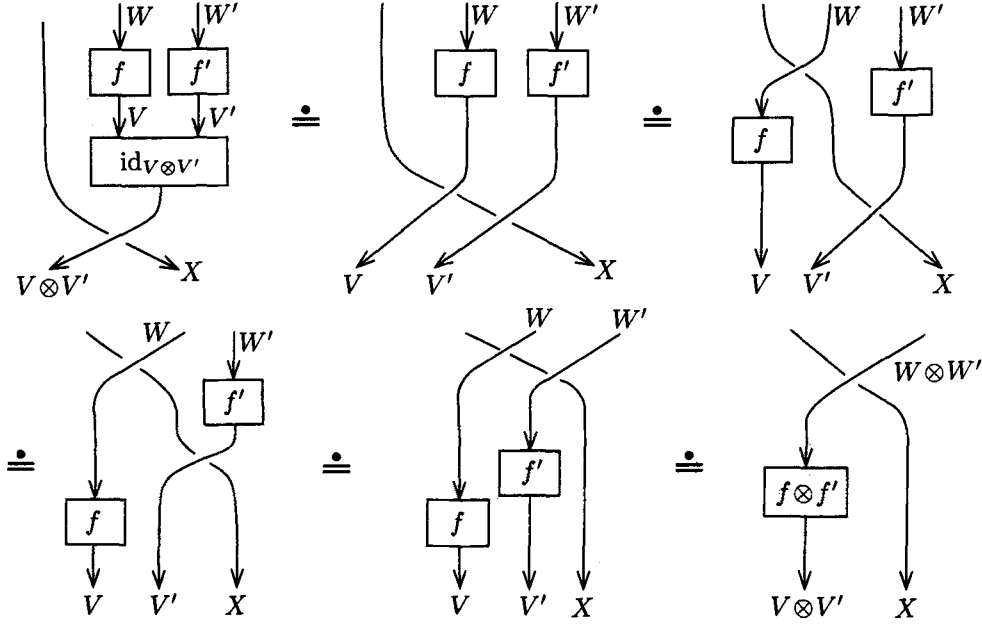 W W' W W' W W'
f f' f f' f'
V V' ≐ ≐ f
id_{V⊗V'}
V⊗V' X V V' X V V' X
W W' W W' W⊗W'
f'
≐ ≐ f' ≐ f⊗f'
f f
V V' X V V' X V⊗V' X